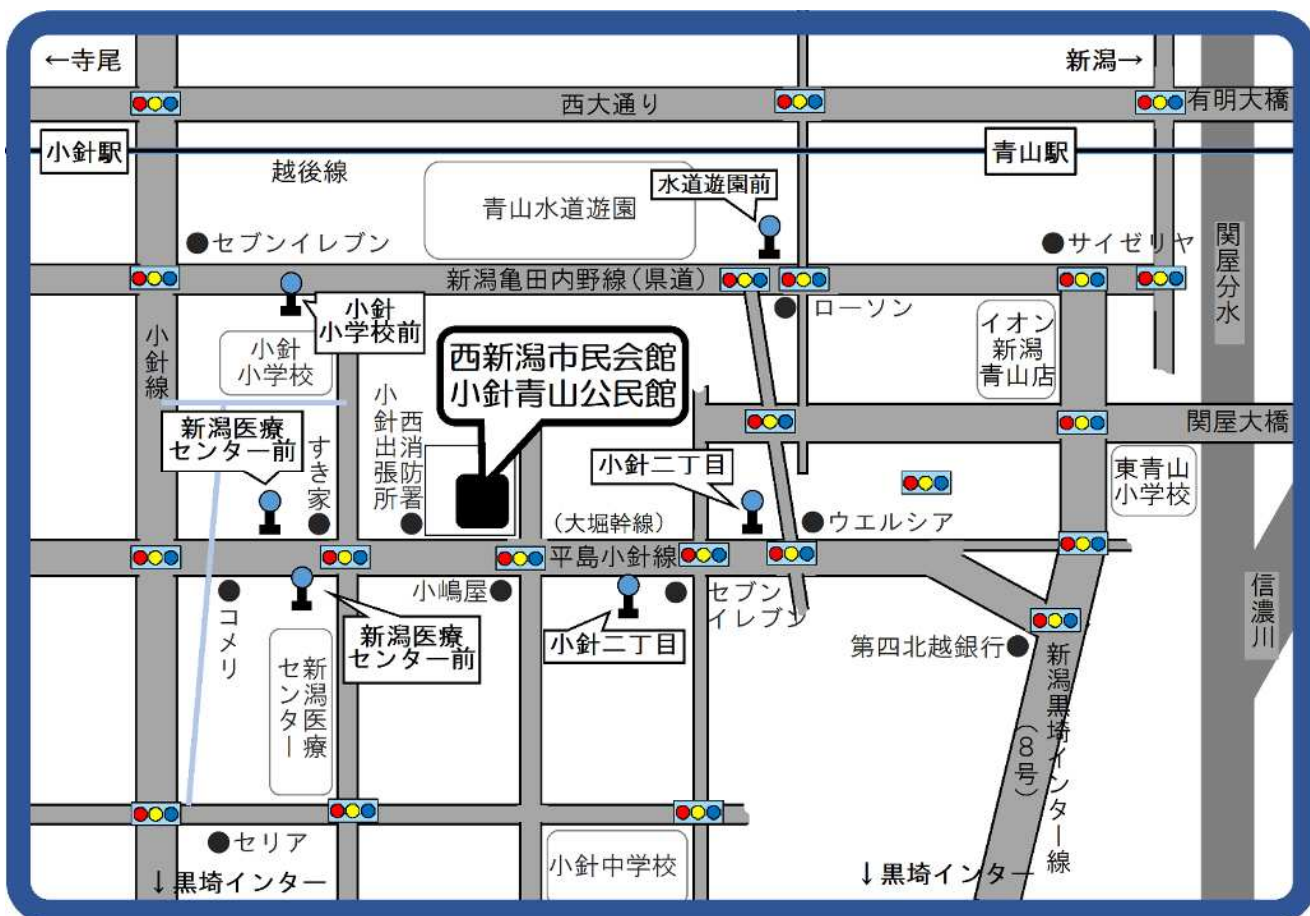 ←寺尾
新潟→
西大通り
有明大橋
小針駅
青山駅
越後線
水道遊園前
青山水道遊園
セブンイレブン
サイゼリヤ
関屋分水
新潟亀田内野線(県道)
小針
小学校前
ローソン
小針線
小針
小学校
西新潟市民会館
小針青山公民館
イオン
新潟
青山店
新潟医療
センター前
すき家
西消防署
小針出張所
小針二丁目
関屋大橋
東青山
小学校
(大堀幹線)
ウエルシア
平島小針線
コメリ
小嶋屋
セブン
イレブン
新潟医療
センター前
小針二丁目
新潟医療
センター
第四北越銀行
新潟黒埼インター線
(8号)
信濃川
セリア
小針中学校
↓黒埼インター
↓黒埼インター